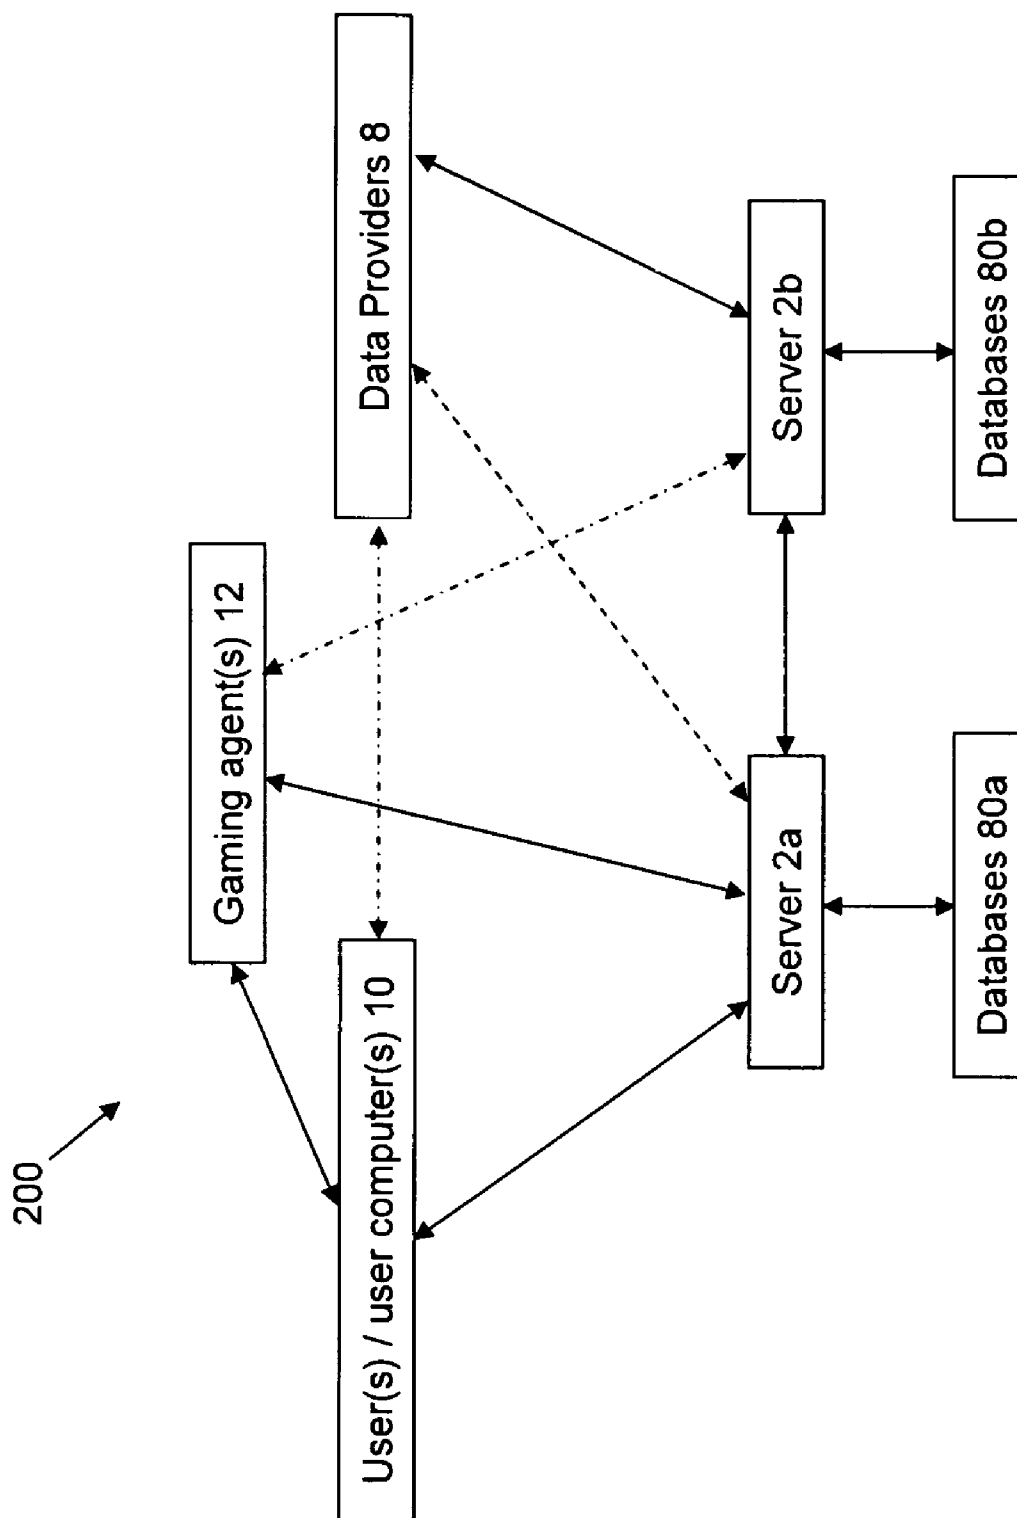 200
Gaming agent(s) 12
User(s) / user computer(s) 10
Data Providers 8
Server 2a
Server 2b
Databases 80a
Databases 80b